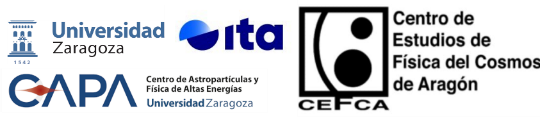 Universidad
Zaragoza
1542
ita
CAPA
Centro de Astropartículas y
Física de Altas Energías
Universidad Zaragoza
CEFCA
Centro de
Estudios de
Física del Cosmos
de Aragón